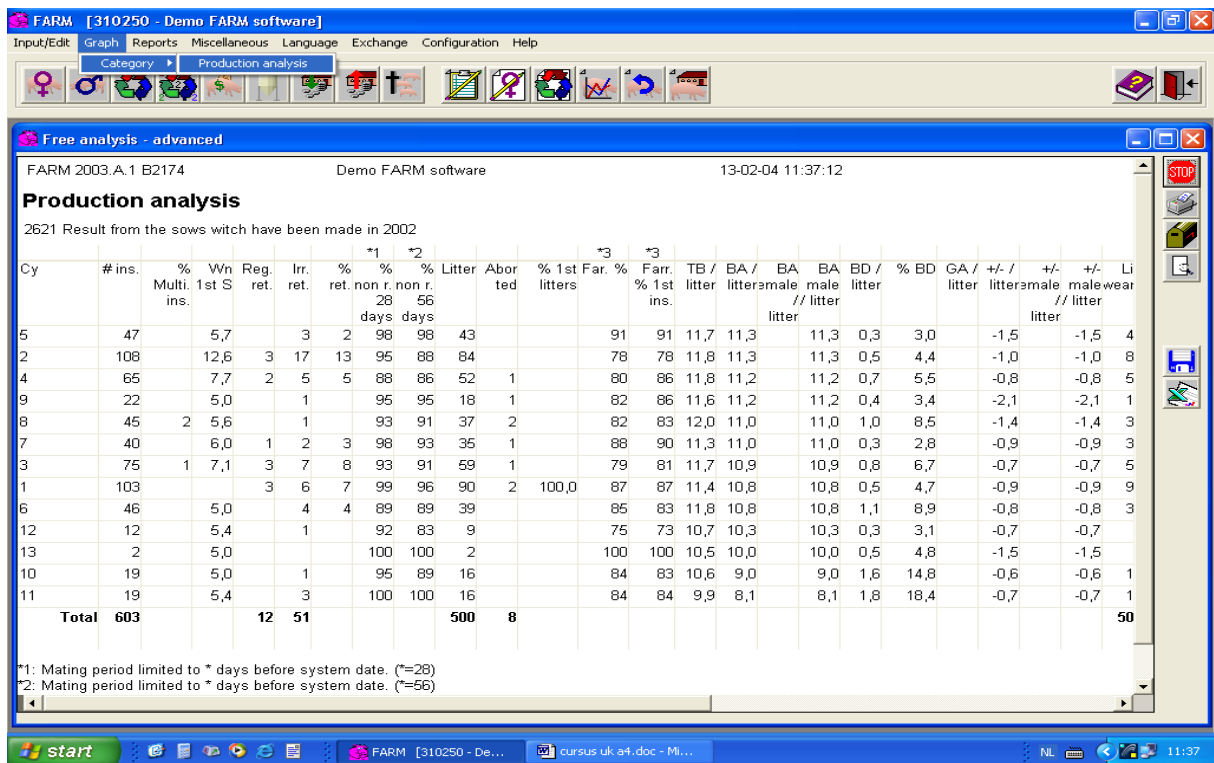 FARM [310250 - Demo FARM software]
Input/Edit Graph Reports Miscellaneous Language Exchange Configuration Help
Category Production analysis
Free analysis - advanced
FARM 2003.A.1 B2174 Demo FARM software 13-02-04 11:37:12
STOP
Production analysis
2621 Result from the sows witch have been made in 2002
*1 *2 *3 *3
Cy # ins. % Wn Reg. Irr. % % % Litter Abor % 1st Far. % Farr. TB / BA / BA BA BD / % BD GA / +/- / +/- +/- Li
Multi. 1st S ret. ret. ret. non r. non r. ted litters % 1st litter litter emale male litter litter litter emale male wear
ins. 28 56 ins. // litter // litter
days days litter litter
5 47 5,7 3 2 98 98 43 91 91 11,7 11,3 11,3 0,3 3,0 -1,5 -1,5 4
2 108 12,6 3 17 13 95 88 84 78 78 11,8 11,3 11,3 0,5 4,4 -1,0 -1,0 8
4 65 7,7 2 5 5 88 86 52 1 80 86 11,8 11,2 11,2 0,7 5,5 -0,8 -0,8 5
9 22 5,0 1 95 95 18 1 82 86 11,6 11,2 11,2 0,4 3,4 -2,1 -2,1 1
8 45 2 5,6 1 93 91 37 2 82 83 12,0 11,0 11,0 1,0 8,5 -1,4 -1,4 3
7 40 6,0 1 2 3 98 93 35 1 88 90 11,3 11,0 11,0 0,3 2,8 -0,9 -0,9 3
3 75 1 7,1 3 7 8 93 91 59 1 79 81 11,7 10,9 10,9 0,8 6,7 -0,7 -0,7 5
1 103 3 6 7 99 96 90 2 100,0 87 87 11,4 10,8 10,8 0,5 4,7 -0,9 -0,9 9
6 46 5,0 4 4 89 89 39 85 83 11,8 10,8 10,8 1,1 8,9 -0,8 -0,8 3
12 12 5,4 1 92 83 9 75 73 10,7 10,3 10,3 0,3 3,1 -0,7 -0,7
13 2 5,0 100 100 2 100 100 10,5 10,0 10,0 0,5 4,8 -1,5 -1,5
10 19 5,0 1 95 89 16 84 83 10,6 9,0 9,0 1,6 14,8 -0,6 -0,6 1
11 19 5,4 3 100 100 16 84 84 9,9 8,1 8,1 1,8 18,4 -0,7 -0,7 1
Total 603 12 51 500 8 50
*1: Mating period limited to * days before system date. (*=28)
*2: Mating period limited to * days before system date. (*=56)
start FARM [310250 - De... cursus uk a4.doc - Mi... NL 11:37